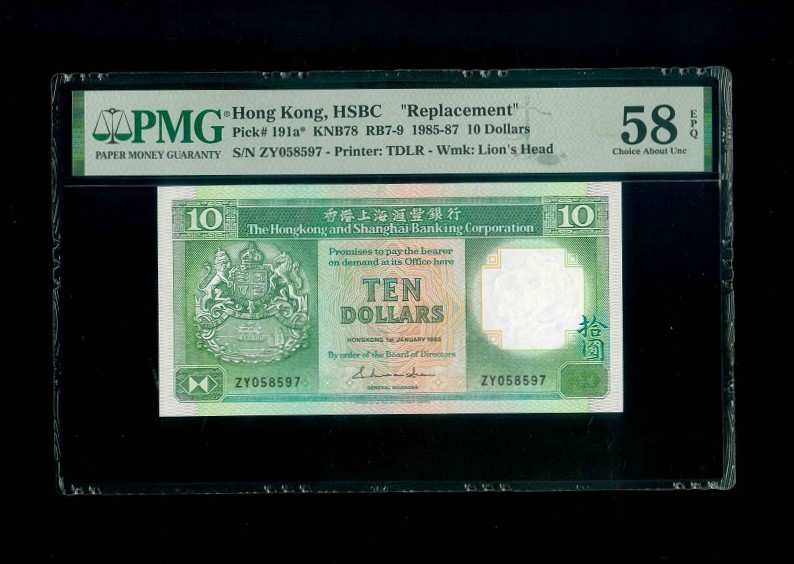 PMG® Hong Kong, HSBC "Replacement"
Pick# 191a* KNB78 RB7-9 1985-87 10 Dollars
PAPER MONEY GUARANTY S/N ZY058597 - Printer: TDLR - Wmk: Lion's Head
58 EPQ
Choice About Unc
10 香港上海滙豐銀行 10
The Hongkong and Shanghai Banking Corporation
Promises to pay the bearer
on demand at its Office here
TEN
DOLLARS
HONGKONG 1st JANUARY 1985
By order of the Board of Directors
GENERAL MANAGER
拾圓
ZY058597 ZY058597